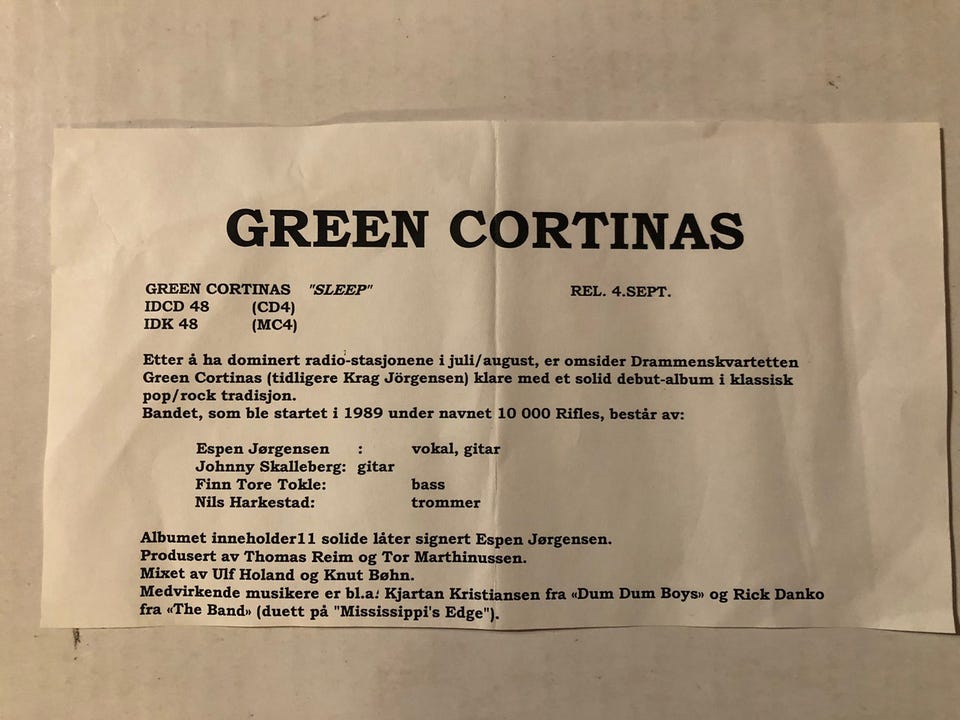 GREEN CORTINAS
GREEN CORTINAS "SLEEP" REL. 4.SEPT.
IDCD 48 (CD4)
IDK 48 (MC4)
Etter å ha dominert radio-stasjonene i juli/august, er omsider Drammenskvartetten
Green Cortinas (tidligere Krag Jörgensen) klare med et solid debut-album i klassisk
pop/rock tradisjon.
Bandet, som ble startet i 1989 under navnet 10 000 Rifles, består av:
Espen Jørgensen : vokal, gitar
Johnny Skalleberg: gitar
Finn Tore Tokle: bass
Nils Harkestad: trommer
Albumet inneholder11 solide låter signert Espen Jørgensen.
Produsert av Thomas Reim og Tor Marthinussen.
Mixet av Ulf Holand og Knut Bøhn.
Medvirkende musikere er bl.a: Kjartan Kristiansen fra «Dum Dum Boys» og Rick Danko
fra «The Band» (duett på "Mississippi's Edge").